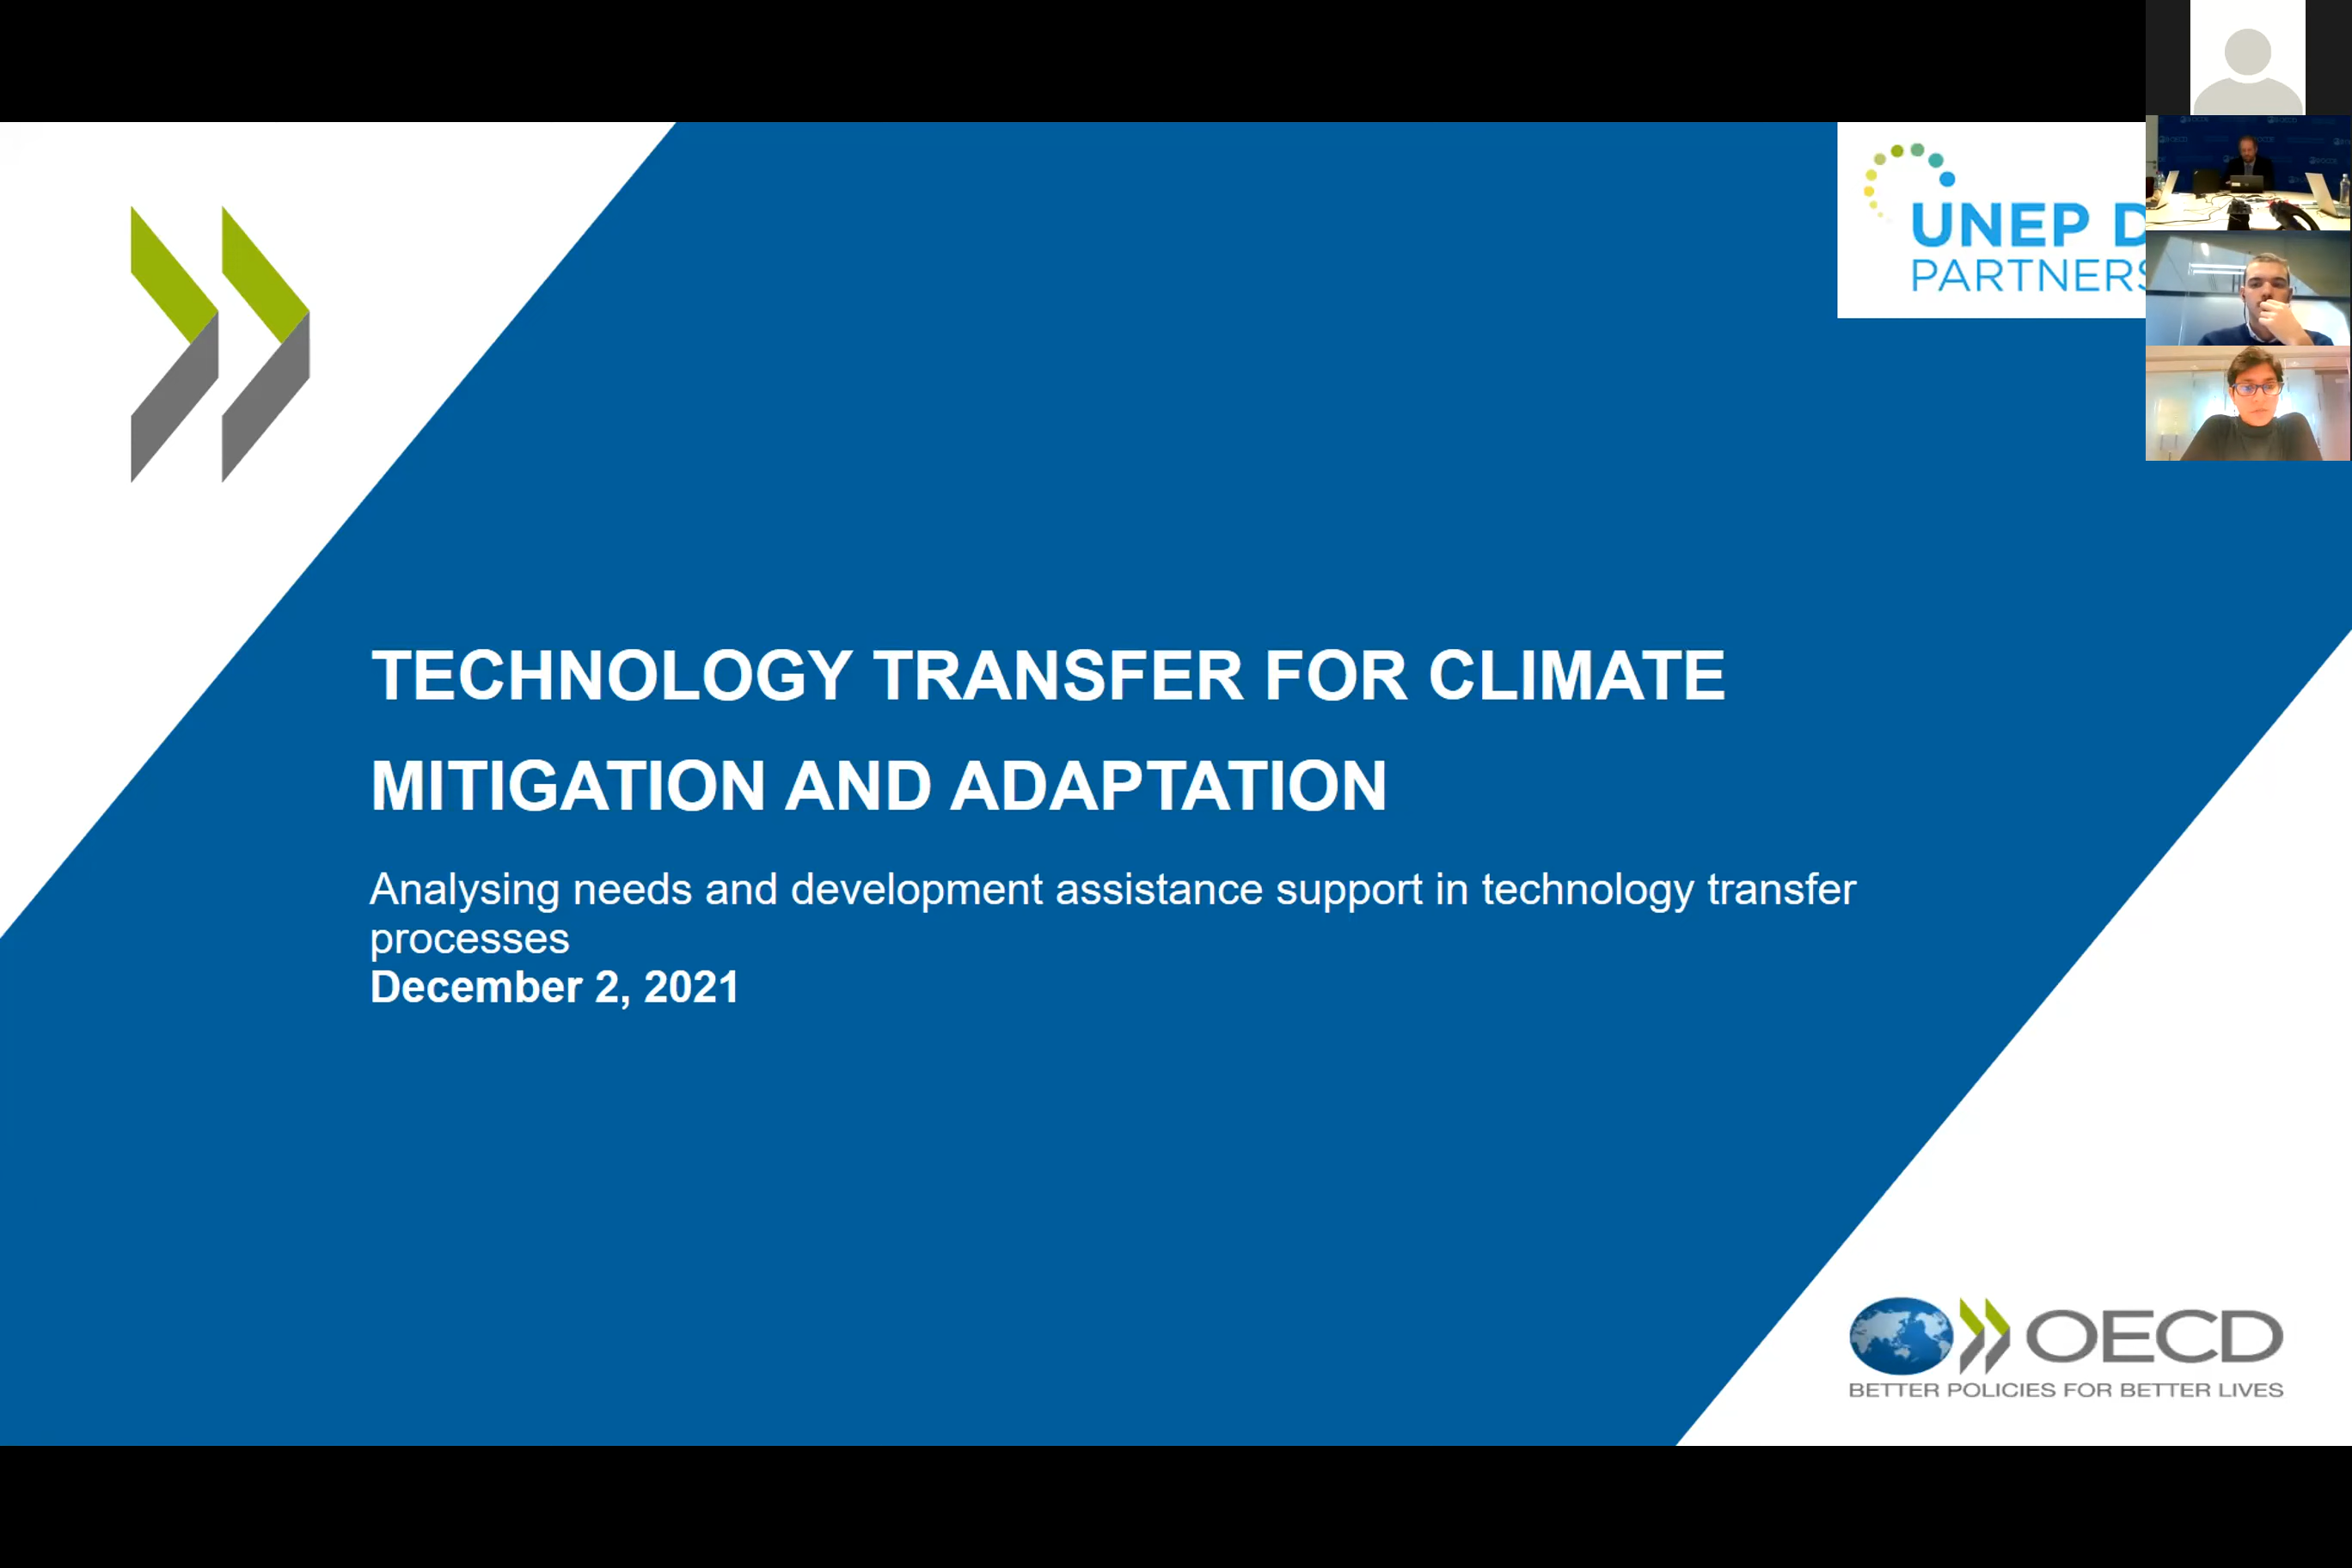 UNEP D
PARTNERS
TECHNOLOGY TRANSFER FOR CLIMATE
MITIGATION AND ADAPTATION
Analysing needs and development assistance support in technology transfer
processes
December 2, 2021
OECD
BETTER POLICIES FOR BETTER LIVES